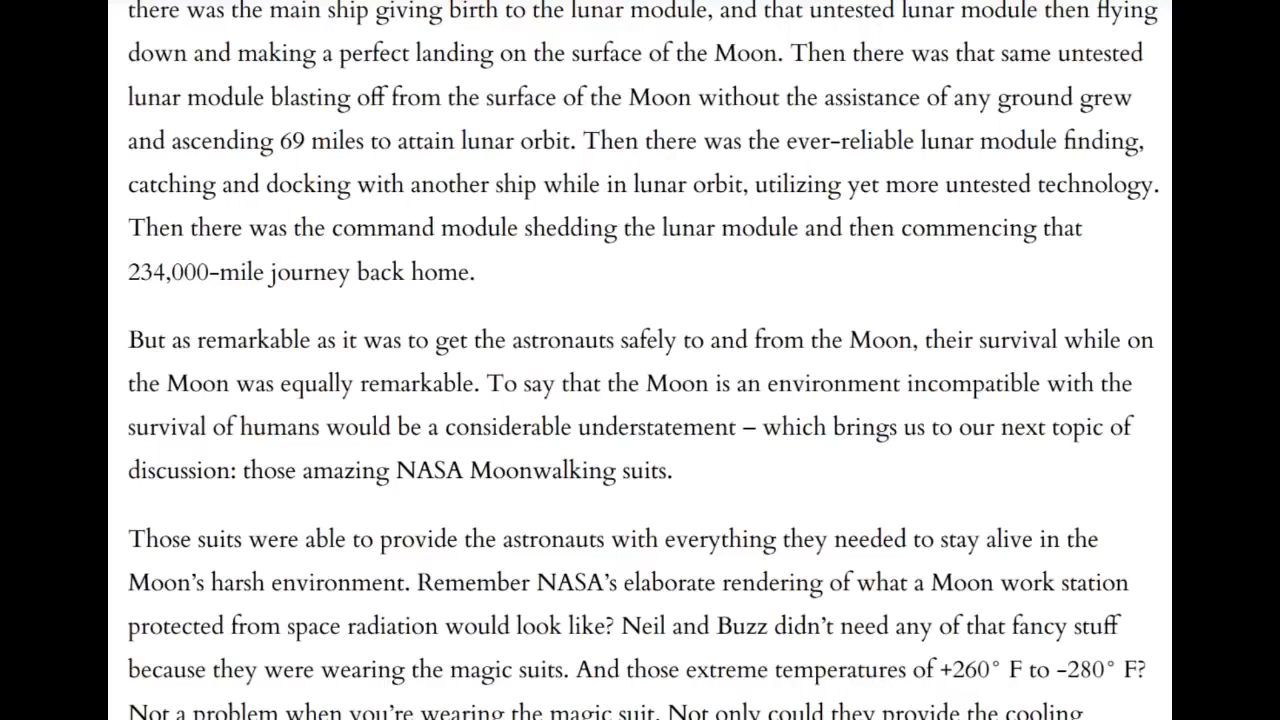 there was the main ship giving birth to the lunar module, and that untested lunar module then flying
down and making a perfect landing on the surface of the Moon. Then there was that same untested
lunar module blasting off from the surface of the Moon without the assistance of any ground grew
and ascending 69 miles to attain lunar orbit. Then there was the ever-reliable lunar module finding,
catching and docking with another ship while in lunar orbit, utilizing yet more untested technology.
Then there was the command module shedding the lunar module and then commencing that
234,000-mile journey back home.
But as remarkable as it was to get the astronauts safely to and from the Moon, their survival while on
the Moon was equally remarkable. To say that the Moon is an environment incompatible with the
survival of humans would be a considerable understatement – which brings us to our next topic of
discussion: those amazing NASA Moonwalking suits.
Those suits were able to provide the astronauts with everything they needed to stay alive in the
Moon’s harsh environment. Remember NASA’s elaborate rendering of what a Moon work station
protected from space radiation would look like? Neil and Buzz didn’t need any of that fancy stuff
because they were wearing the magic suits. And those extreme temperatures of +260° F to -280° F?
Not a problem when you’re wearing the magic suit. Not only could they provide the cooling